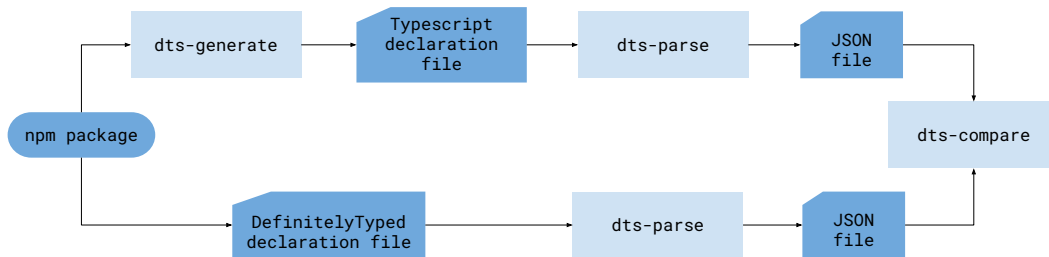 dts-generate
Typescript
declaration
file
dts-parse
JSON
file
npm package
dts-compare
DefinitelyTyped
declaration file
dts-parse
JSON
file